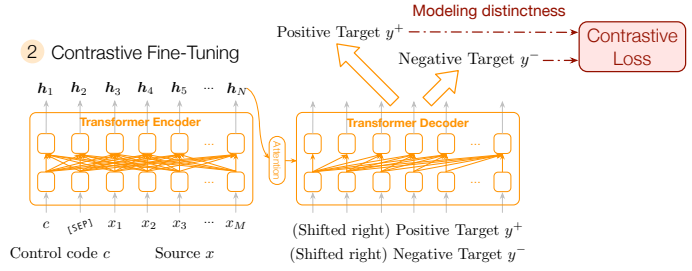 Modeling distinctness
Positive Target y⁺
Contrastive
Loss
Negative Target y⁻
2 Contrastive Fine-Tuning
h₁ h₂ h₃ h₄ h₅ ... h_N
Transformer Encoder
Transformer Decoder
Attention
... ...
... ...
c [SEP] x₁ x₂ x₃ ... x_M
(Shifted right) Positive Target y⁺
Control code c Source x
(Shifted right) Negative Target y⁻